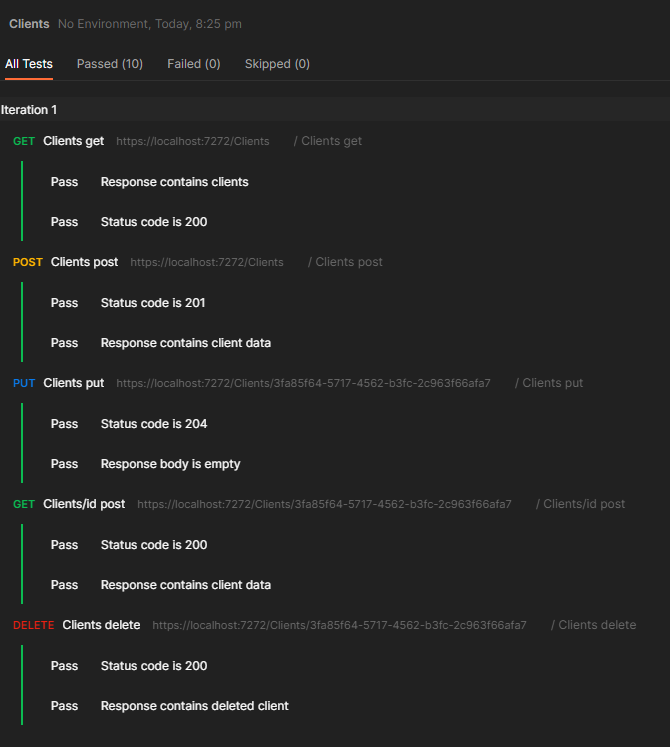 Clients No Environment, Today, 8:25 pm
All Tests Passed (10) Failed (0) Skipped (0)
Iteration 1
GET Clients get https://localhost:7272/Clients / Clients get
Pass Response contains clients
Pass Status code is 200
POST Clients post https://localhost:7272/Clients / Clients post
Pass Status code is 201
Pass Response contains client data
PUT Clients put https://localhost:7272/Clients/3fa85f64-5717-4562-b3fc-2c963f66afa7 / Clients put
Pass Status code is 204
Pass Response body is empty
GET Clients/id post https://localhost:7272/Clients/3fa85f64-5717-4562-b3fc-2c963f66afa7 / Clients/id post
Pass Status code is 200
Pass Response contains client data
DELETE Clients delete https://localhost:7272/Clients/3fa85f64-5717-4562-b3fc-2c963f66afa7 / Clients delete
Pass Status code is 200
Pass Response contains deleted client